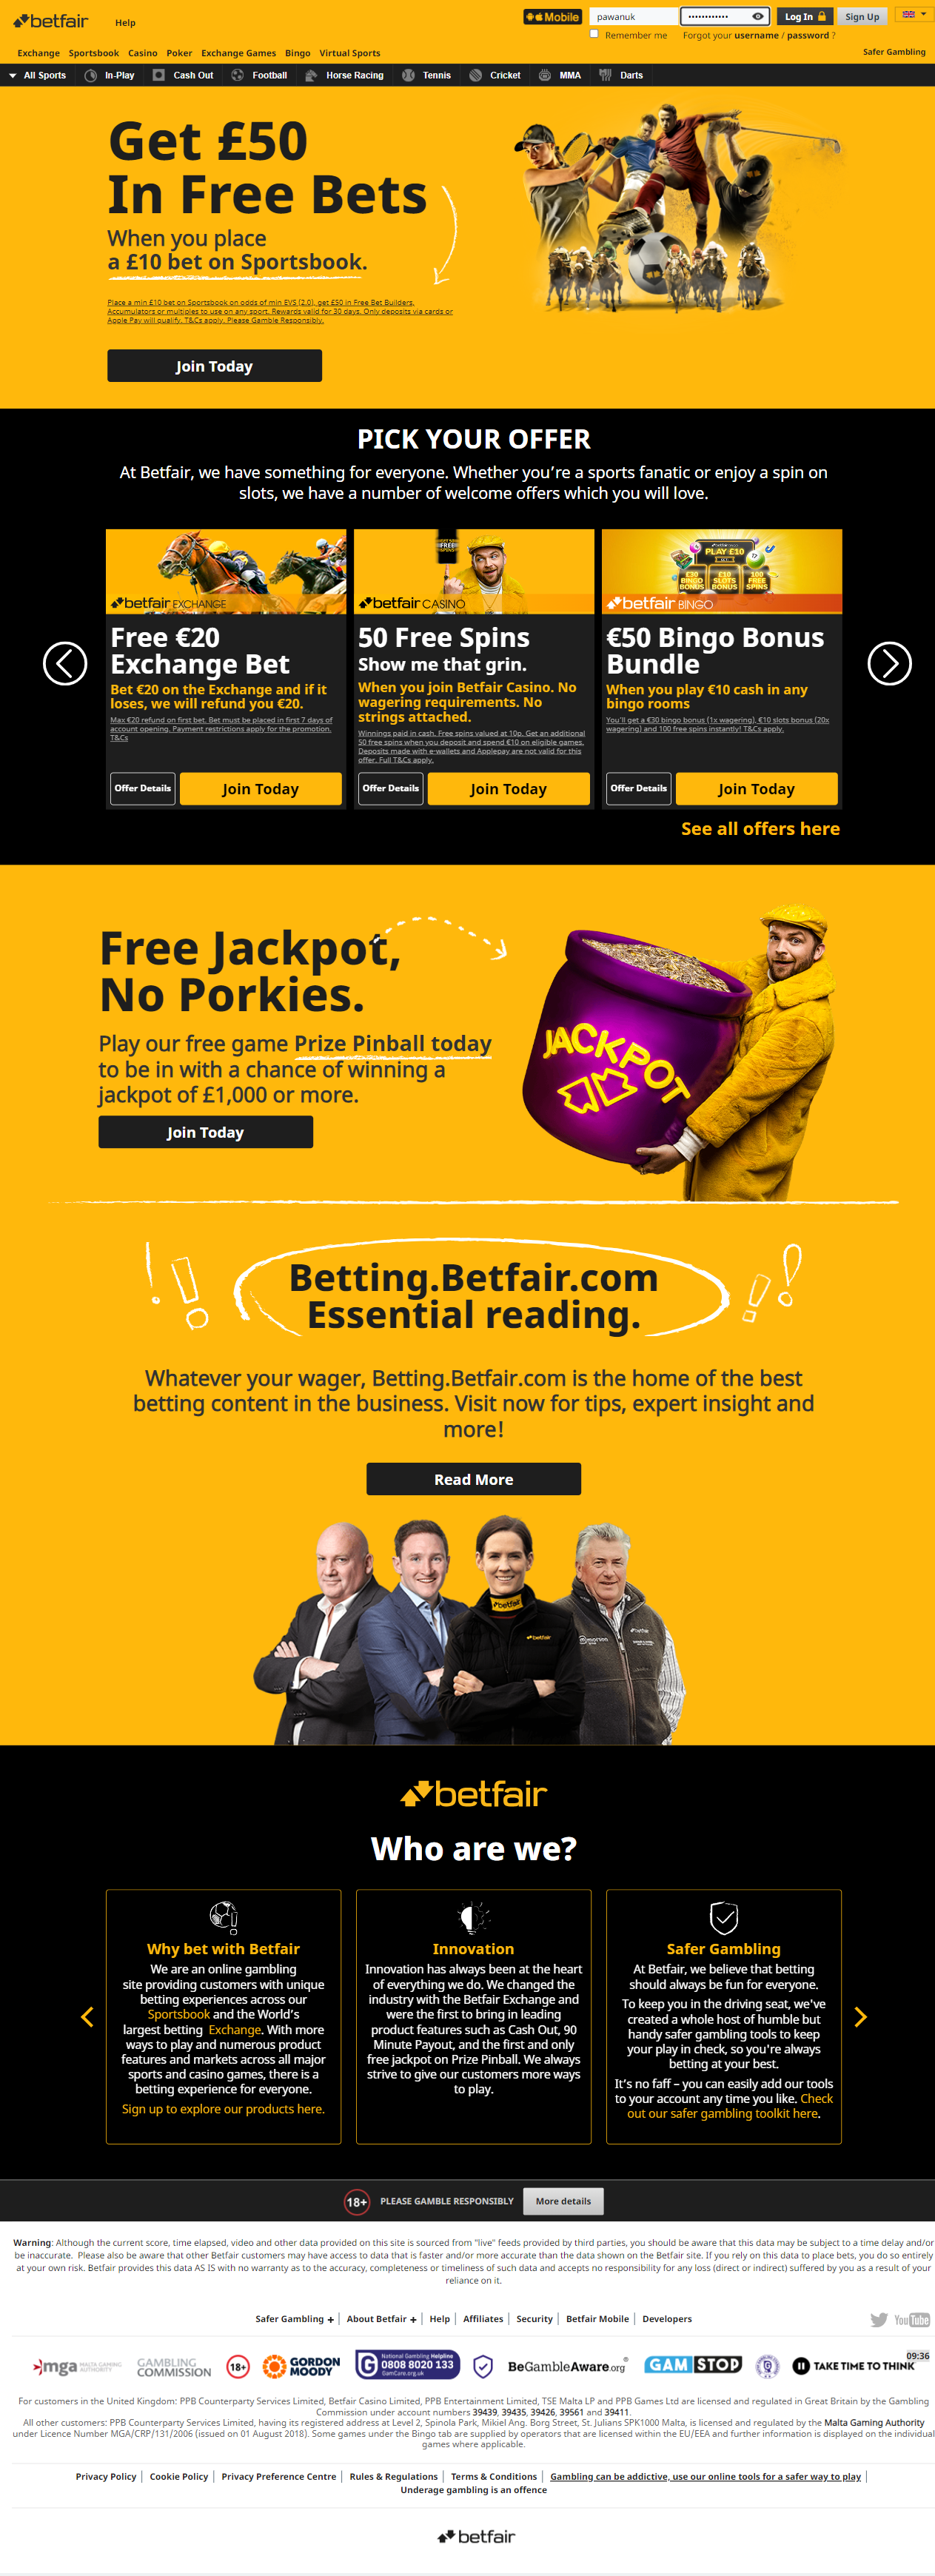 betfair
Help
Mobile
pawanuk
Log In
Sign Up
Remember me
Forgot your username / password ?
Exchange Sportsbook Casino Poker Exchange Games Bingo Virtual Sports
Safer Gambling
All Sports In-Play Cash Out Football Horse Racing Tennis Cricket MMA Darts
Get £50
In Free Bets
When you place
a £10 bet on Sportsbook.
Place a min £10 bet on Sportsbook on odds of min EVS (2.0), get £50 in Free Bet Builders,
Accumulators or multiples to use on any sport. Rewards valid for 30 days. Only deposits via cards or
Apple Pay will qualify. T&Cs apply. Please Gamble Responsibly.
Join Today
PICK YOUR OFFER
At Betfair, we have something for everyone. Whether you're a sports fanatic or enjoy a spin on
slots, we have a number of welcome offers which you will love.
betfair EXCHANGE
Free €20
Exchange Bet
Bet €20 on the Exchange and if it
loses, we will refund you €20.
Max €20 refund on first bet. Bet must be placed in first 7 days of
account opening. Payment restrictions apply for the promotion.
T&Cs
Offer Details
Join Today
FREE
betfair CASINO
50 Free Spins
Show me that grin.
When you join Betfair Casino. No
wagering requirements. No
strings attached.
Winnings paid in cash. Free spins valued at 10p. Get an additional
50 free spins when you deposit and spend €10 on eligible games.
Deposits made with e-wallets and Applepay are not valid for this
offer. Full T&Cs apply.
Offer Details
Join Today
PLAY £10
£30 BINGO BONUS
£10 SLOTS BONUS
100 FREE SPINS
betfair BINGO
€50 Bingo Bonus
Bundle
When you play €10 cash in any
bingo rooms
You'll get a €30 bingo bonus (1x wagering), €10 slots bonus (20x
wagering) and 100 free spins instantly! T&Cs apply.
Offer Details
Join Today
See all offers here
Free Jackpot,
No Porkies.
Play our free game Prize Pinball today
to be in with a chance of winning a
jackpot of £1,000 or more.
Join Today
JACKPOT
Betting.Betfair.com
Essential reading.
Whatever your wager, Betting.Betfair.com is the home of the best
betting content in the business. Visit now for tips, expert insight and
more!
Read More
betfair
betfair
betfair
betfair
Who are we?
Why bet with Betfair
We are an online gambling
site providing customers with unique
betting experiences across our
Sportsbook and the World's
largest betting Exchange. With more
ways to play and numerous product
features and markets across all major
sports and casino games, there is a
betting experience for everyone.
Sign up to explore our products here.
Innovation
Innovation has always been at the heart
of everything we do. We changed the
industry with the Betfair Exchange and
were the first to bring in leading
product features such as Cash Out, 90
Minute Payout, and the first and only
free jackpot on Prize Pinball. We always
strive to give our customers more ways
to play.
Safer Gambling
At Betfair, we believe that betting
should always be fun for everyone.
To keep you in the driving seat, we've
created a whole host of humble but
handy safer gambling tools to keep
your play in check, so you're always
betting at your best.
It's no faff – you can easily add our tools
to your account any time you like. Check
out our safer gambling toolkit here.
18+ PLEASE GAMBLE RESPONSIBLY More details
Warning: Although the current score, time elapsed, video and other data provided on this site is sourced from "live" feeds provided by third parties, you should be aware that this data may be subject to a time delay and/or
be inaccurate. Please also be aware that other Betfair customers may have access to data that is faster and/or more accurate than the data shown on the Betfair site. If you rely on this data to place bets, you do so entirely
at your own risk. Betfair provides this data AS IS with no warranty as to the accuracy, completeness or timeliness of such data and accepts no responsibility for any loss (direct or indirect) suffered by you as a result of your
reliance on it.
Safer Gambling + About Betfair + Help Affiliates Security Betfair Mobile Developers
YouTube
09:36
mga MALTA GAMING AUTHORITY
GAMBLING COMMISSION
18+
GORDON MOODY
National Gambling Helpline
0808 8020 133
GamCare.org.uk
BeGambleAware.org®
GAMSTOP
TAKE TIME TO THINK
For customers in the United Kingdom: PPB Counterparty Services Limited, Betfair Casino Limited, PPB Entertainment Limited, TSE Malta LP and PPB Games Ltd are licensed and regulated in Great Britain by the Gambling
Commission under account numbers 39439, 39435, 39426, 39561 and 39411.
All other customers: PPB Counterparty Services Limited, having its registered address at Level 2, Spinola Park, Mikiel Ang. Borg Street, St. Julians SPK1000 Malta, is licensed and regulated by the Malta Gaming Authority
under Licence Number MGA/CRP/131/2006 (issued on 01 August 2018). Some games under the Bingo tab are supplied by operators that are licensed within the EU/EEA and further information is displayed on the individual
games where applicable.
Privacy Policy Cookie Policy Privacy Preference Centre Rules & Regulations Terms & Conditions Gambling can be addictive, use our online tools for a safer way to play
Underage gambling is an offence
betfair